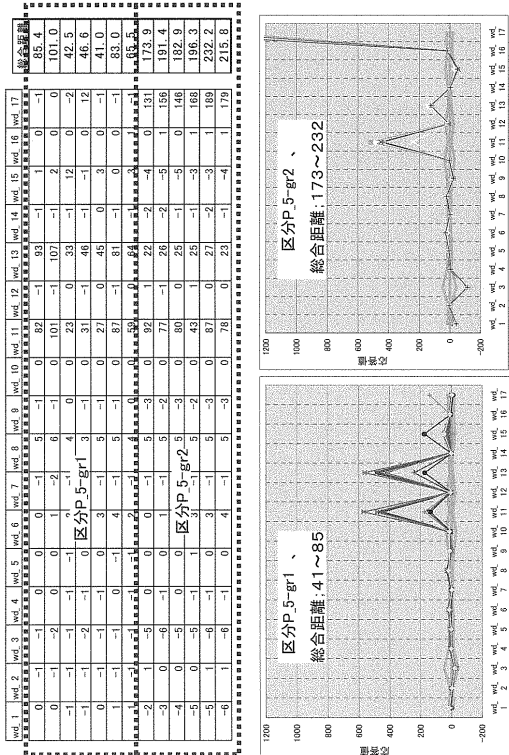 wd_1 wd_2 wd_3 wd_4 wd_5 wd_6 wd_7 wd_8 wd_9 wd_10 wd_11 wd_12 wd_13 wd_14 wd_15 wd_16 wd_17 総合距離
0 -1 -1 0 0 0 -1 5 -1 0 82 -1 93 -1 1 0 -1 85.4
0 -1 -2 0 0 1 -2 6 -1 0 101 -1 107 -1 2 0 0 101.0
-1 -1 -1 -1 -1 4 0 0 23 0 33 -1 12 0 -2 42.5
-1 -1 -2 -1 0 3 -1 0 31 -1 46 -1 -1 0 12 46.6
0 -1 -1 -1 0 3 -1 5 -1 0 27 0 45 0 3 0 -1 41.0
-1 -1 -1 4 -1 5 -1 0 87 0 81 -1 0 0 -1 83.0
59 64 65.5
区分P_5-gr1
-2 1 -5 -1 0 0 -1 5 -3 0 92 1 22 -2 -4 0 131 173.9
-3 0 -6 -1 0 1 -1 5 -2 0 77 1 26 -2 -5 0 156 191.4
-4 0 -5 0 5 -3 0 80 0 25 -1 -5 0 146 182.9
-5 0 -5 -1 1 3 -1 5 -2 0 43 0 25 -1 -3 1 168 196.3
-5 1 -6 -1 0 3 -1 5 -3 0 87 0 27 -2 -3 1 189 232.2
-6 1 -6 -1 0 4 -1 5 -3 0 78 0 23 -1 -4 1 179 215.8
区分P_5-gr2
区分P_5-gr1 、
総合距離;41~85
応答値
1200
1000
800
600
400
200
0
-200
wd_1 wd_2 wd_3 wd_4 wd_5 wd_6 wd_7 wd_8 wd_9 wd_10 wd_11 wd_12 wd_13 wd_14 wd_15 wd_16 wd_17
区分P_5-gr2 、
総合距離;173~232
応答値
1200
1000
800
600
400
200
0
-200
wd_1 wd_2 wd_3 wd_4 wd_5 wd_6 wd_7 wd_8 wd_9 wd_10 wd_11 wd_12 wd_13 wd_14 wd_15 wd_16 wd_17